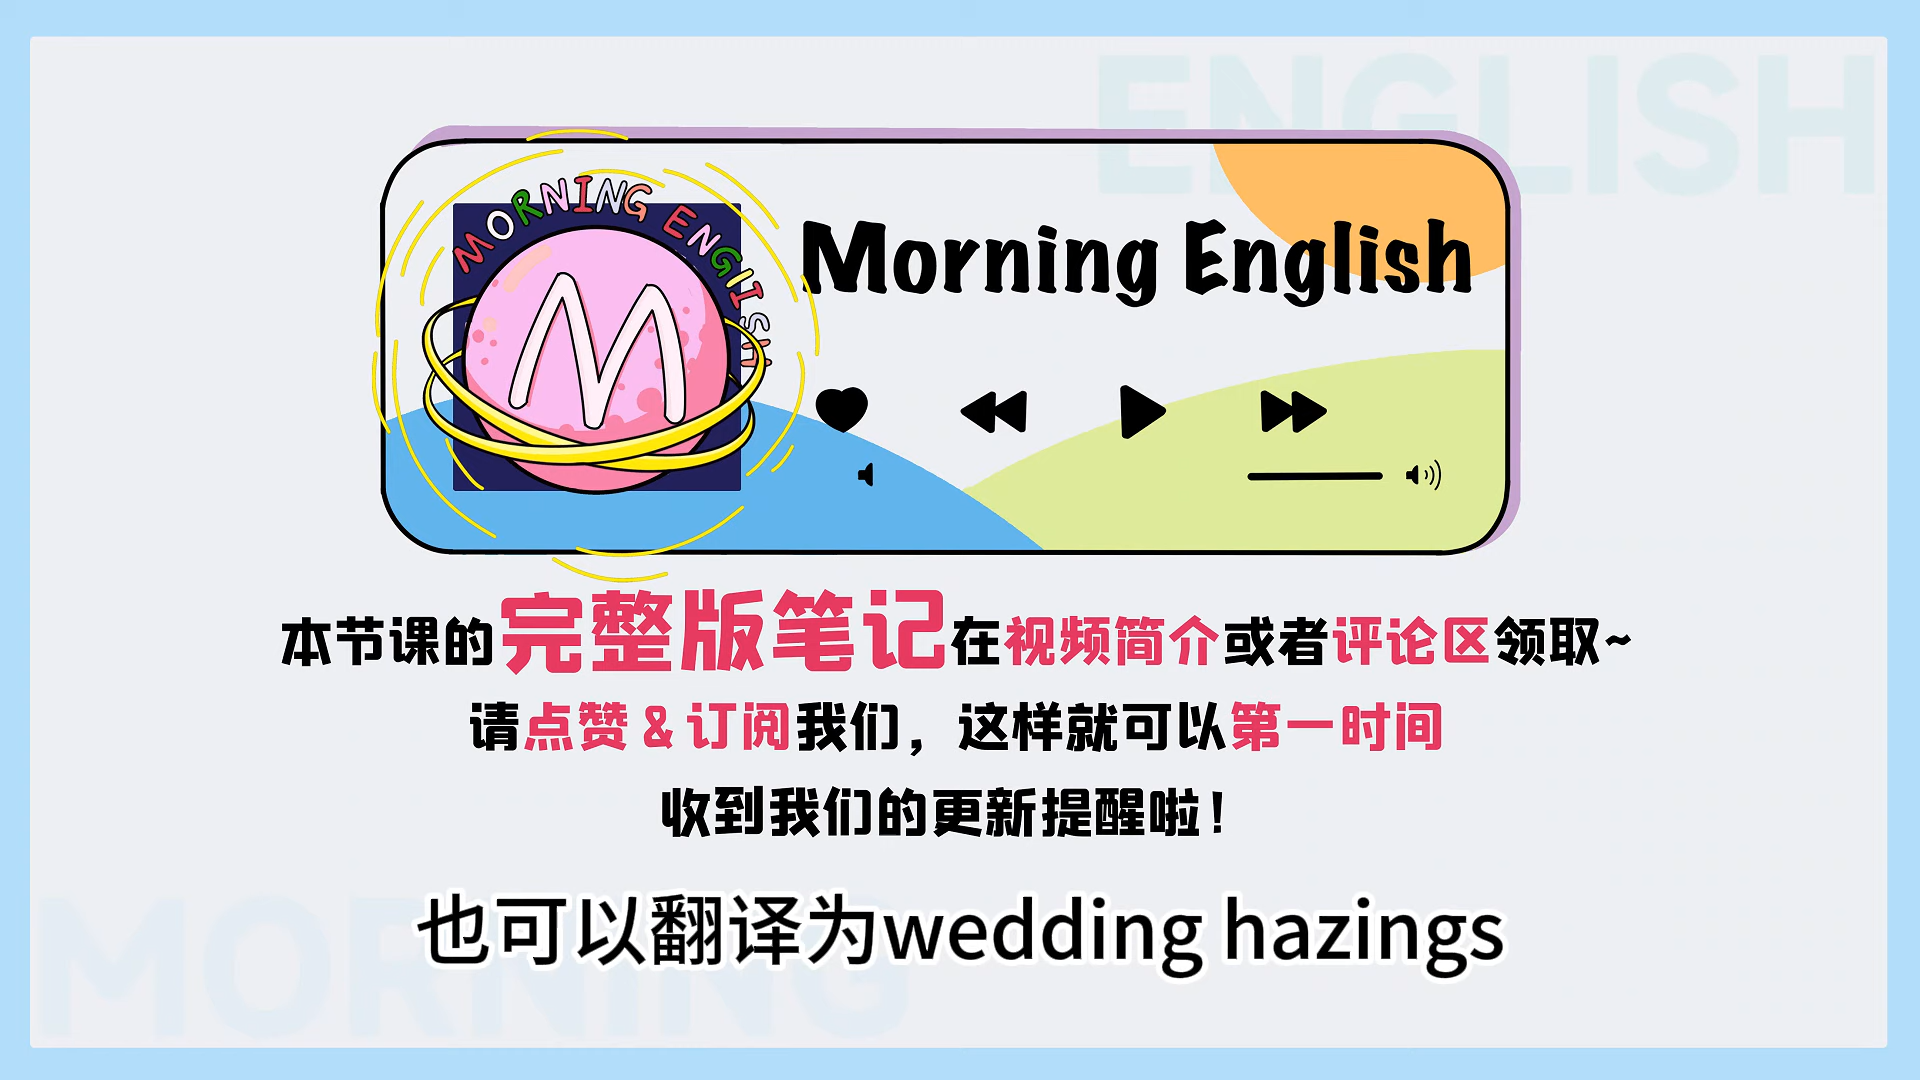 ENGLISH
MORNING ENGLISH
M
Morning English
本节课的完整版笔记在视频简介或者评论区领取~
请点赞&订阅我们，这样就可以第一时间
收到我们的更新提醒啦！
也可以翻译为wedding hazings
MORNING